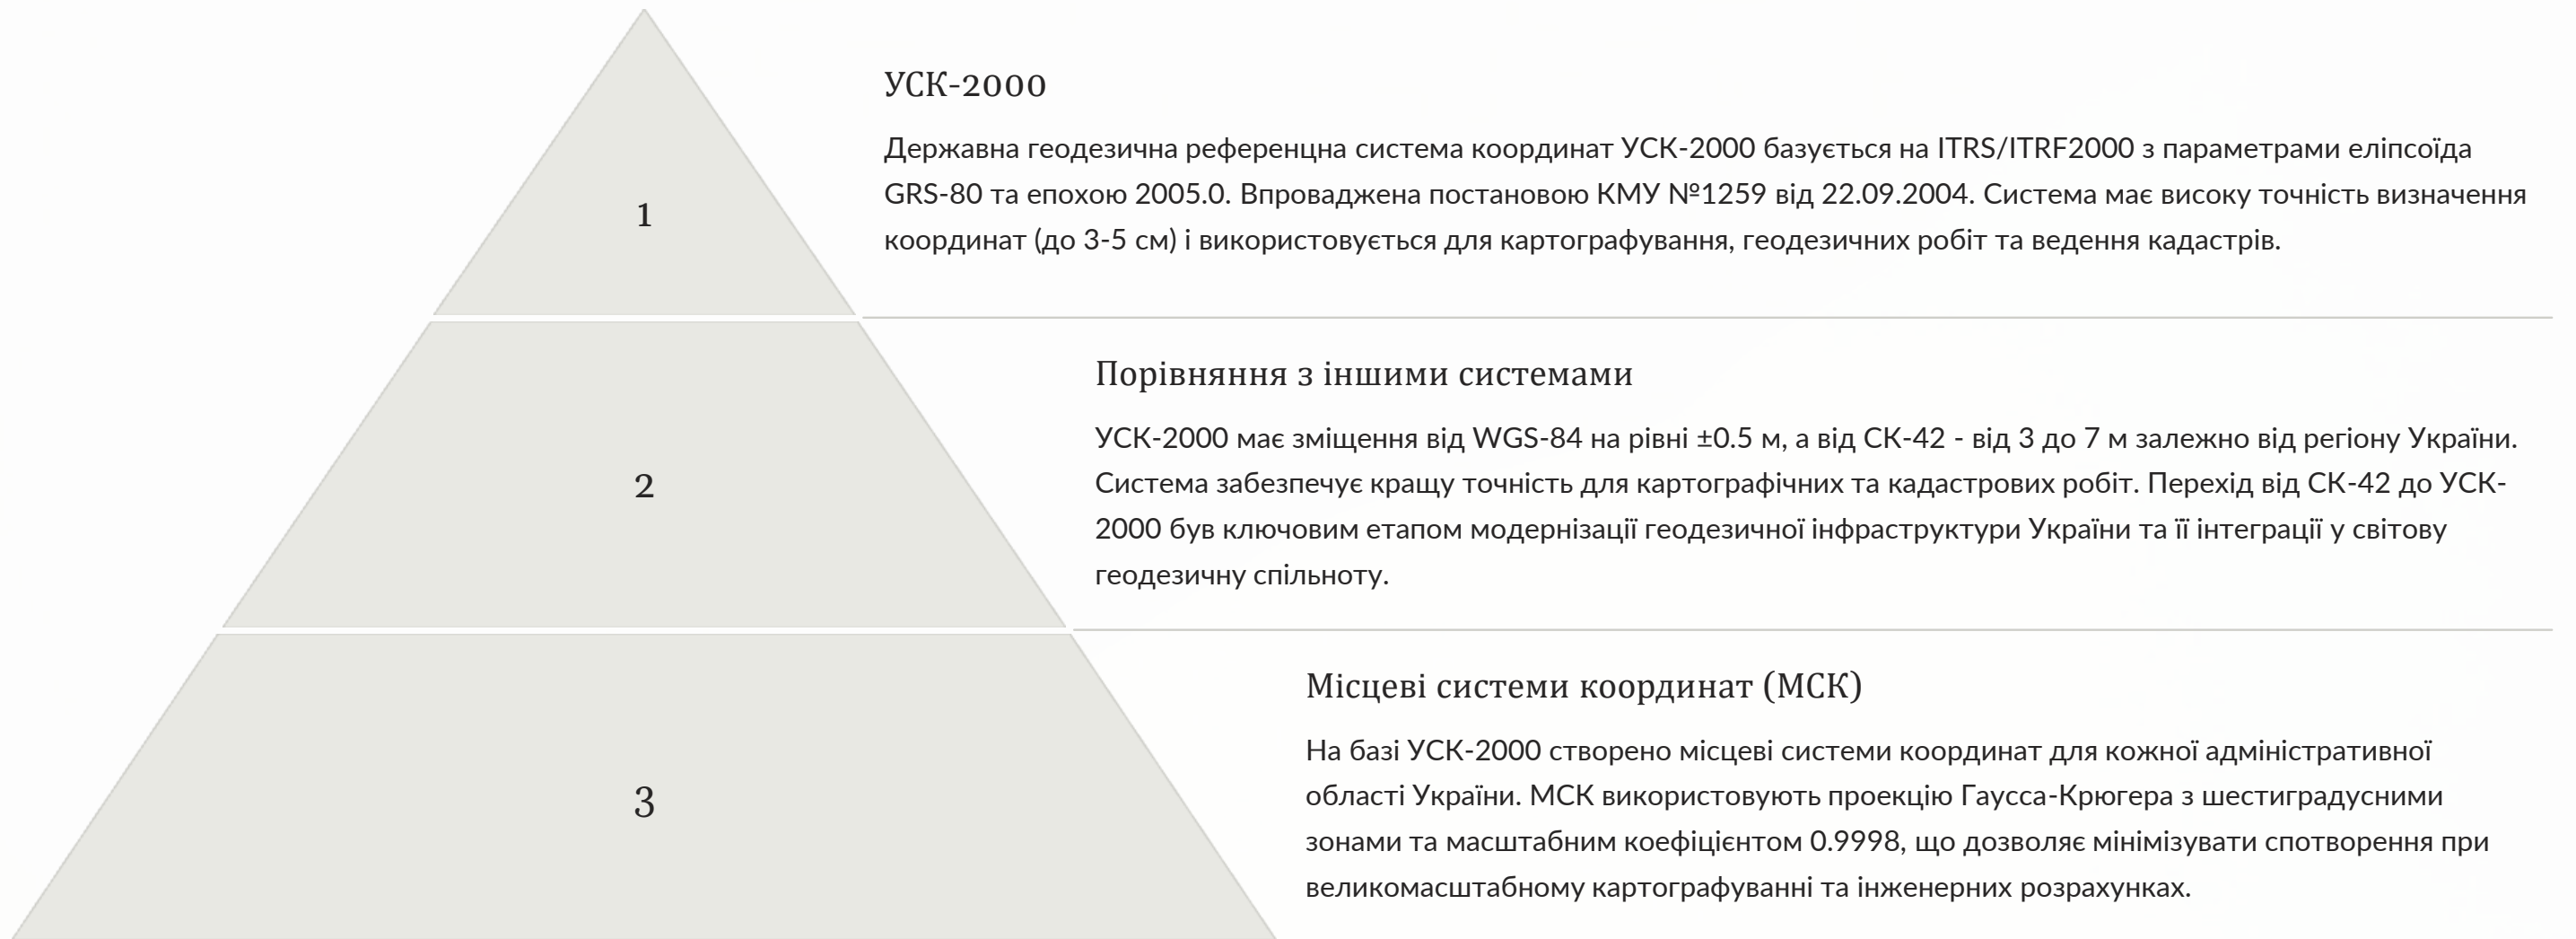 УСК-2000
Державна геодезична референцна система координат УСК-2000 базується на ITRS/ITRF2000 з параметрами еліпсоїда
GRS-80 та епохою 2005.0. Впроваджена постановою КМУ №1259 від 22.09.2004. Система має високу точність визначення
координат (до 3-5 см) і використовується для картографування, геодезичних робіт та ведення кадастрів.
1
Порівняння з іншими системами
УСК-2000 має зміщення від WGS-84 на рівні ±0.5 м, а від СК-42 - від 3 до 7 м залежно від регіону України.
Система забезпечує кращу точність для картографічних та кадастрових робіт. Перехід від СК-42 до УСК-
2000 був ключовим етапом модернізації геодезичної інфраструктури України та її інтеграції у світову
геодезичну спільноту.
2
Місцеві системи координат (МСК)
На базі УСК-2000 створено місцеві системи координат для кожної адміністративної
області України. МСК використовують проекцію Гаусса-Крюгера з шестиградусними
зонами та масштабним коефіцієнтом 0.9998, що дозволяє мінімізувати спотворення при
великомасштабному картографуванні та інженерних розрахунках.
3